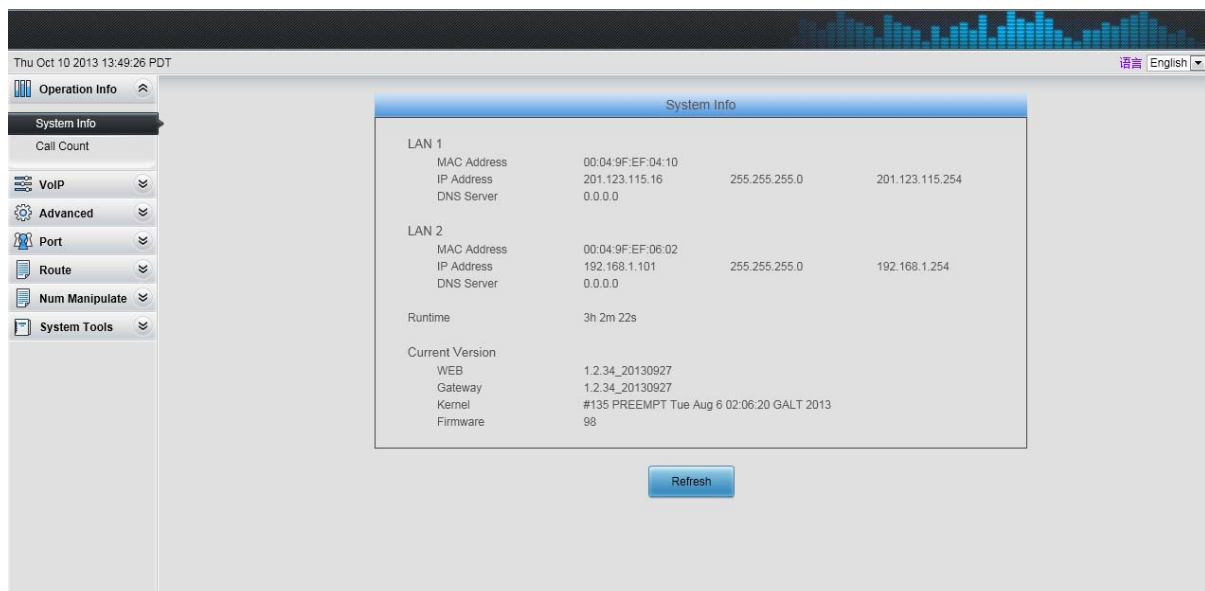 Thu Oct 10 2013 13:49:26 PDT
语言 English
Operation Info
System Info
Call Count
VoIP
Advanced
Port
Route
Num Manipulate
System Tools
System Info
LAN 1
MAC Address 00:04:9F:EF:04:10
IP Address 201.123.115.16 255.255.255.0 201.123.115.254
DNS Server 0.0.0.0
LAN 2
MAC Address 00:04:9F:EF:06:02
IP Address 192.168.1.101 255.255.255.0 192.168.1.254
DNS Server 0.0.0.0
Runtime 3h 2m 22s
Current Version
WEB 1.2.34_20130927
Gateway 1.2.34_20130927
Kernel #135 PREEMPT Tue Aug 6 02:06:20 GALT 2013
Firmware 98
Refresh